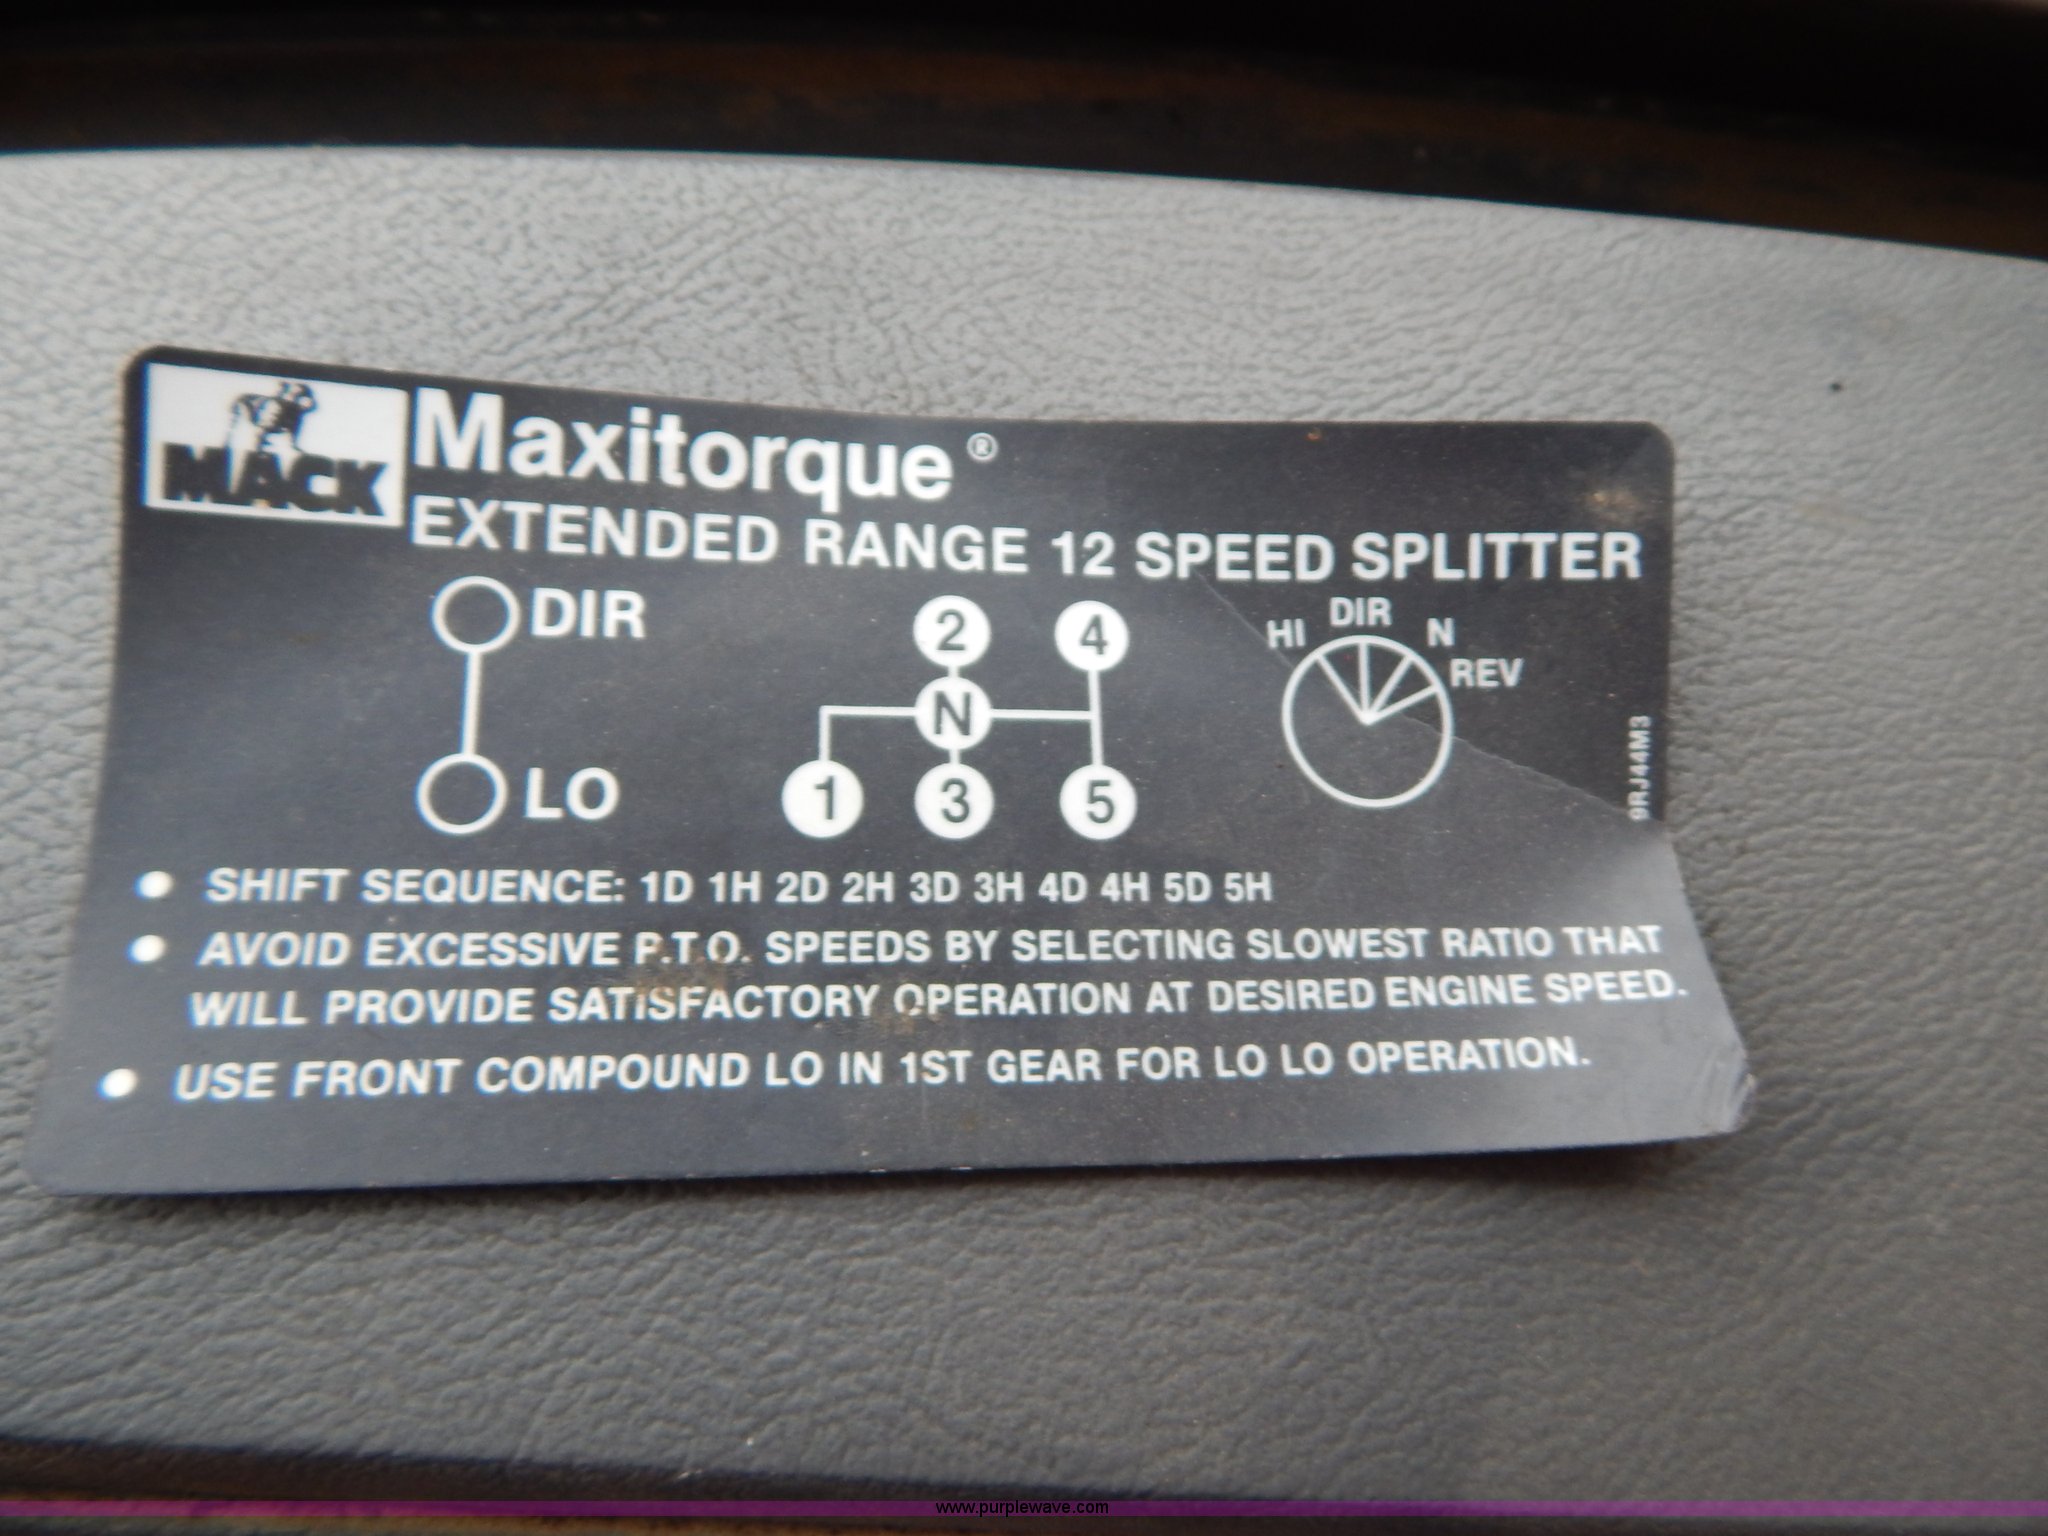 MACK
Maxitorque®
EXTENDED RANGE 12 SPEED SPLITTER
DIR
LO
2 4
N
1 3 5
HI DIR N REV
9RJ44M3
• SHIFT SEQUENCE: 1D 1H 2D 2H 3D 3H 4D 4H 5D 5H
• AVOID EXCESSIVE P.T.O. SPEEDS BY SELECTING SLOWEST RATIO THAT
WILL PROVIDE SATISFACTORY OPERATION AT DESIRED ENGINE SPEED.
• USE FRONT COMPOUND LO IN 1ST GEAR FOR LO LO OPERATION.
www.purplewave.com